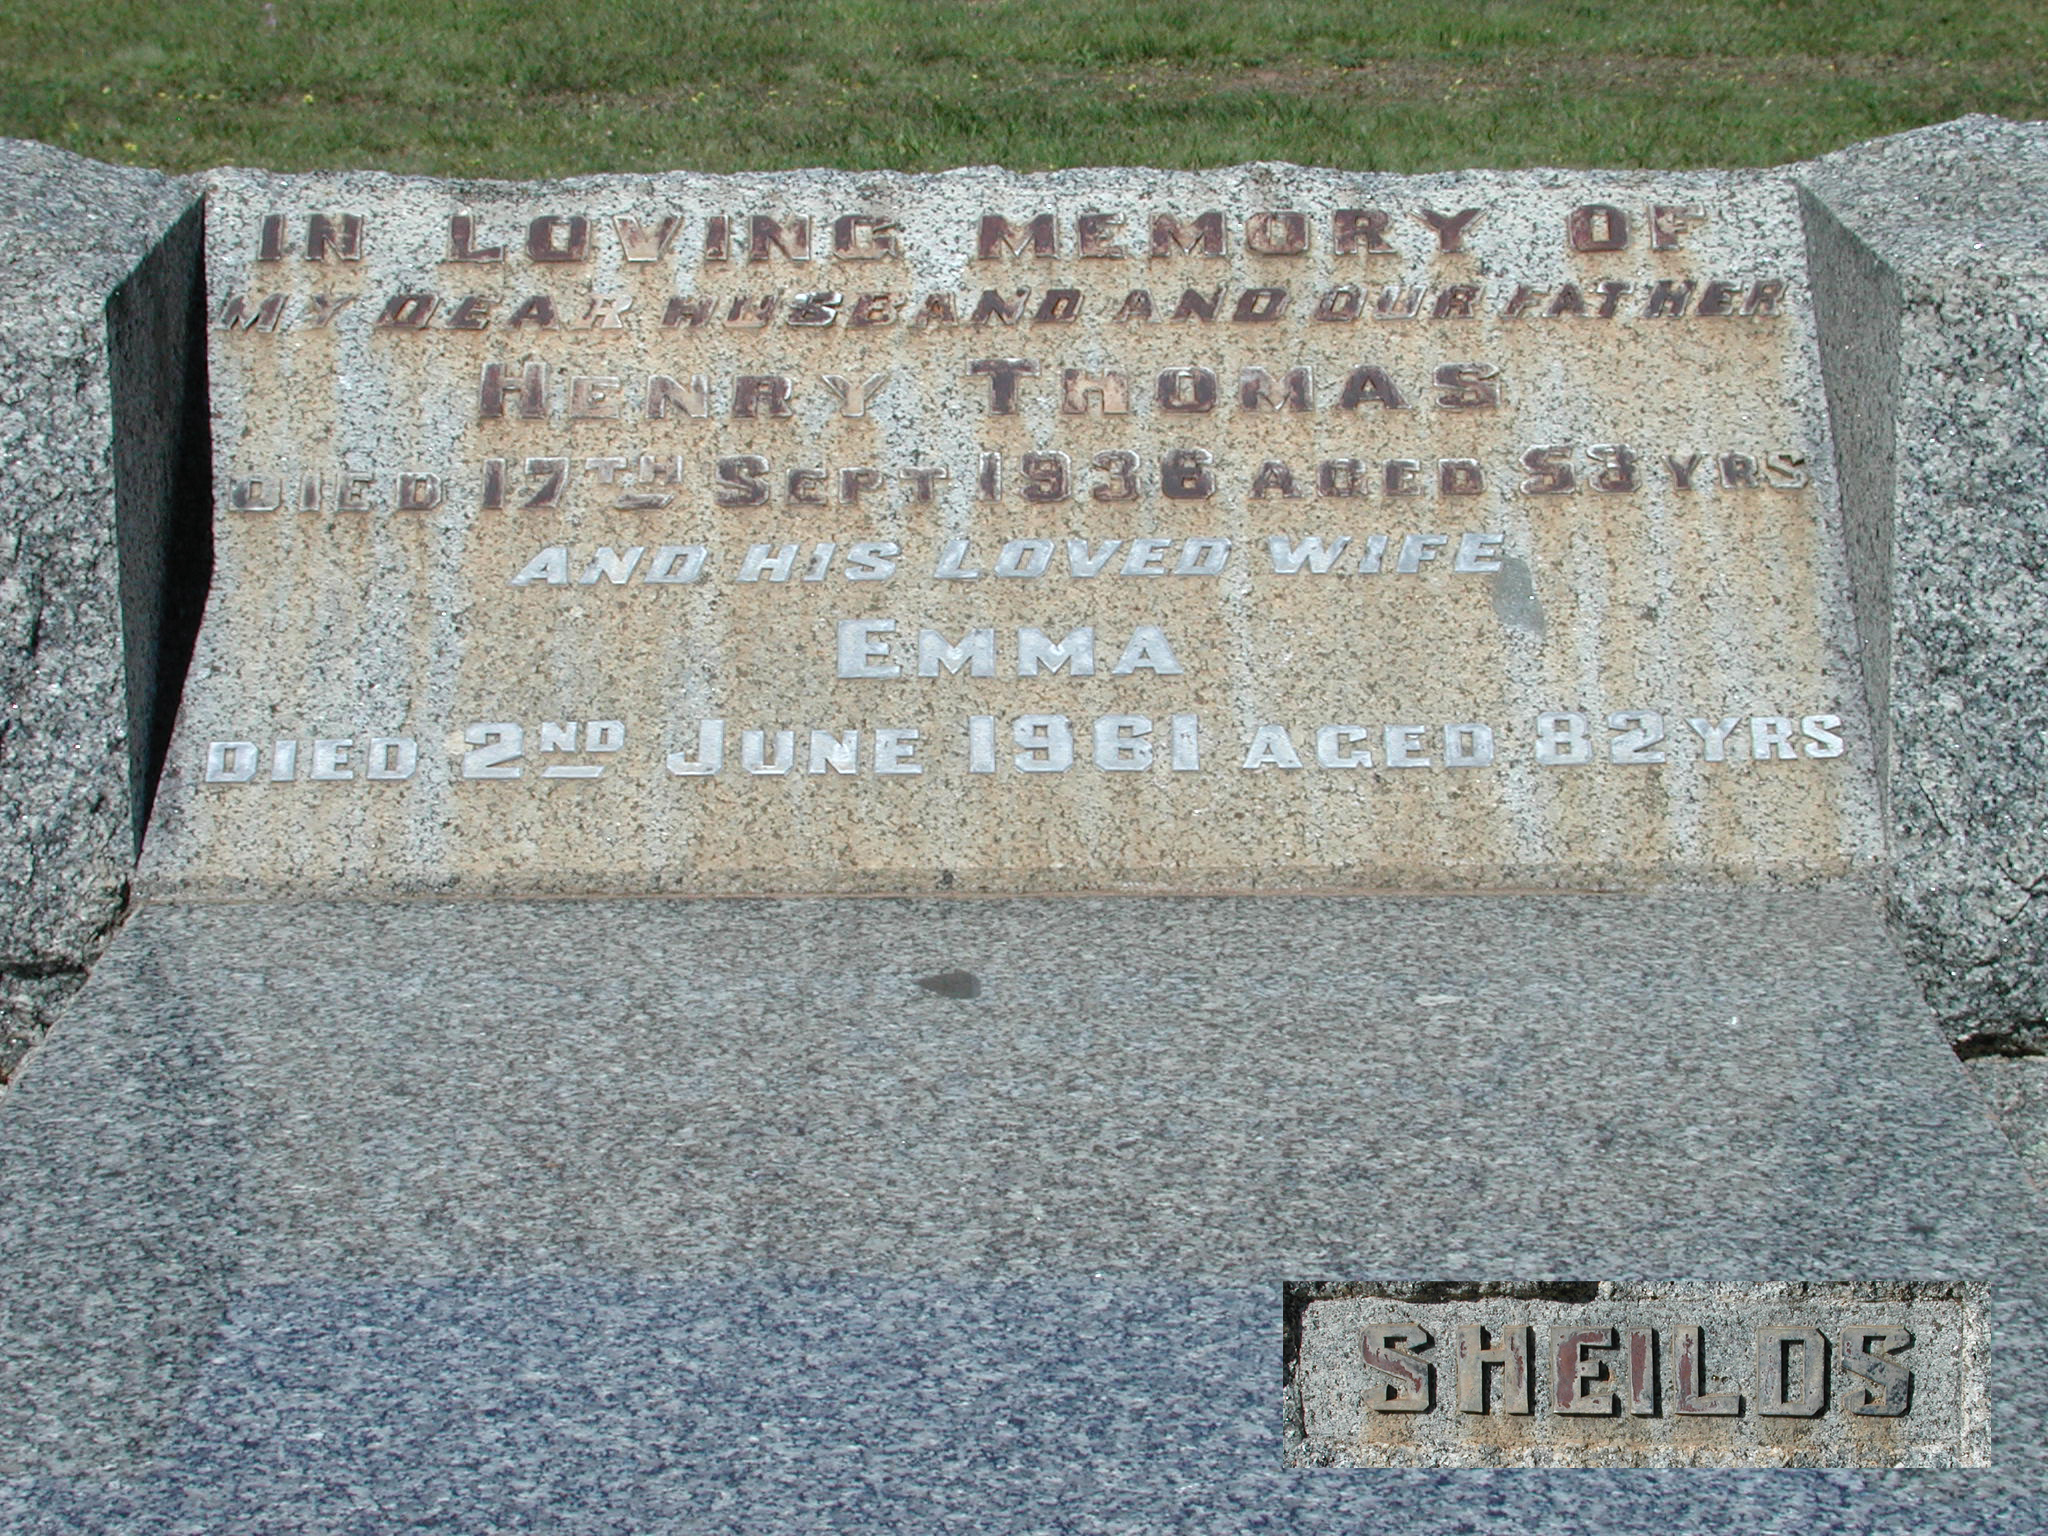 IN LOVING MEMORY OF
MY DEAR HUSBAND AND OUR FATHER
HENRY THOMAS
DIED 17TH SEPT 1936 AGED 53 YRS
AND HIS LOVED WIFE
EMMA
DIED 2ND JUNE 1961 AGED 82 YRS
SHEILDS